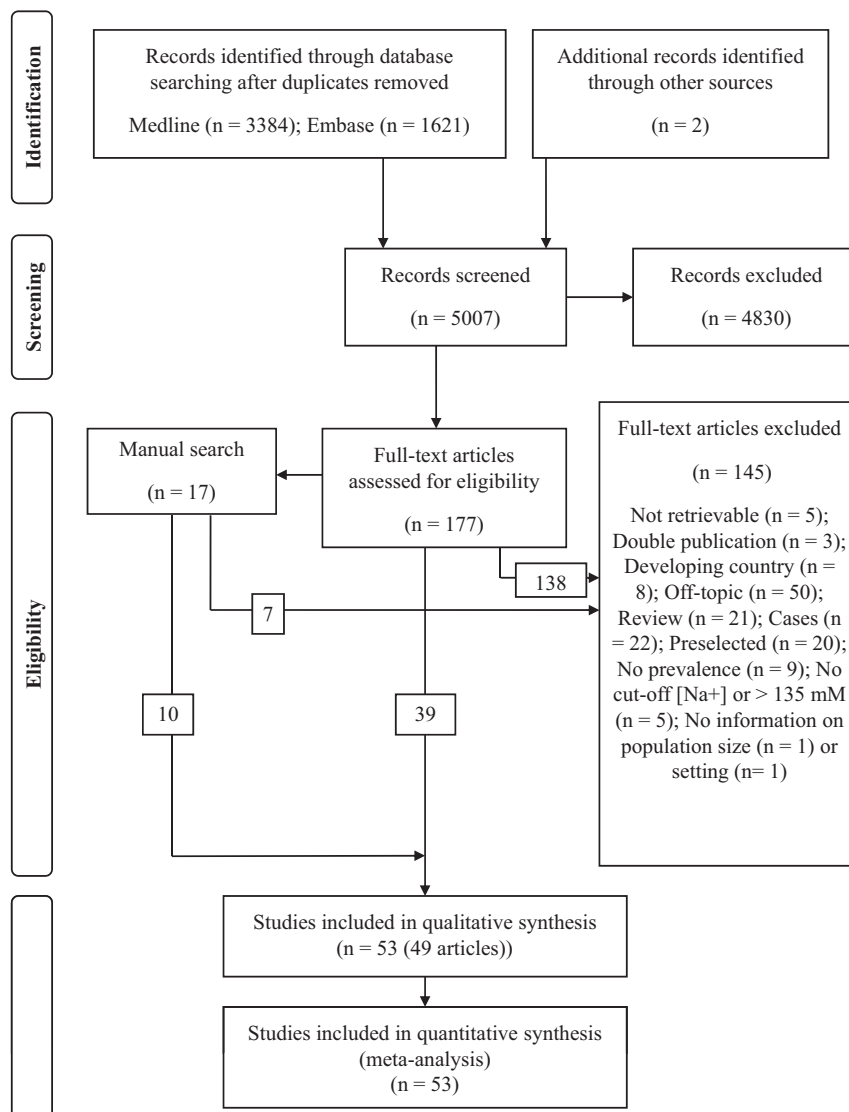 Identification
Records identified through database
searching after duplicates removed
Medline (n = 3384); Embase (n = 1621)
Additional records identified
through other sources
(n = 2)
Screening
Records screened
(n = 5007)
Records excluded
(n = 4830)
Eligibility
Manual search
(n = 17)
Full-text articles
assessed for eligibility
(n = 177)
Full-text articles excluded
(n = 145)
Not retrievable (n = 5);
Double publication (n = 3);
Developing country (n =
8); Off-topic (n = 50);
Review (n = 21); Cases (n
= 22); Preselected (n = 20);
No prevalence (n = 9); No
cut-off [Na+] or > 135 mM
(n = 5); No information on
population size (n = 1) or
setting (n= 1)
138
7
10
39
Studies included in qualitative synthesis
(n = 53 (49 articles))
Studies included in quantitative synthesis
(meta-analysis)
(n = 53)